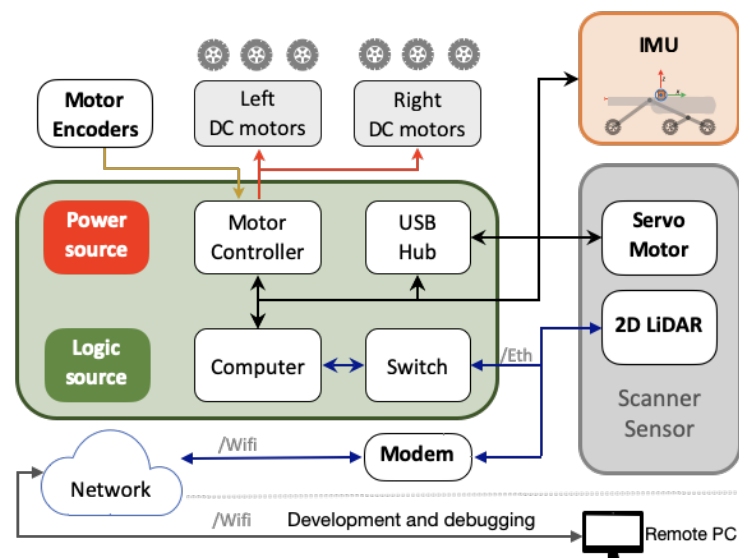 IMU
Motor
Encoders
Left
DC motors
Right
DC motors
z
x
Power
source
Motor
Controller
USB
Hub
Servo
Motor
Logic
source
Computer
Switch
/Eth
2D LiDAR
Scanner
Sensor
/Wifi
Modem
Network
/Wifi
Development and debugging
Remote PC